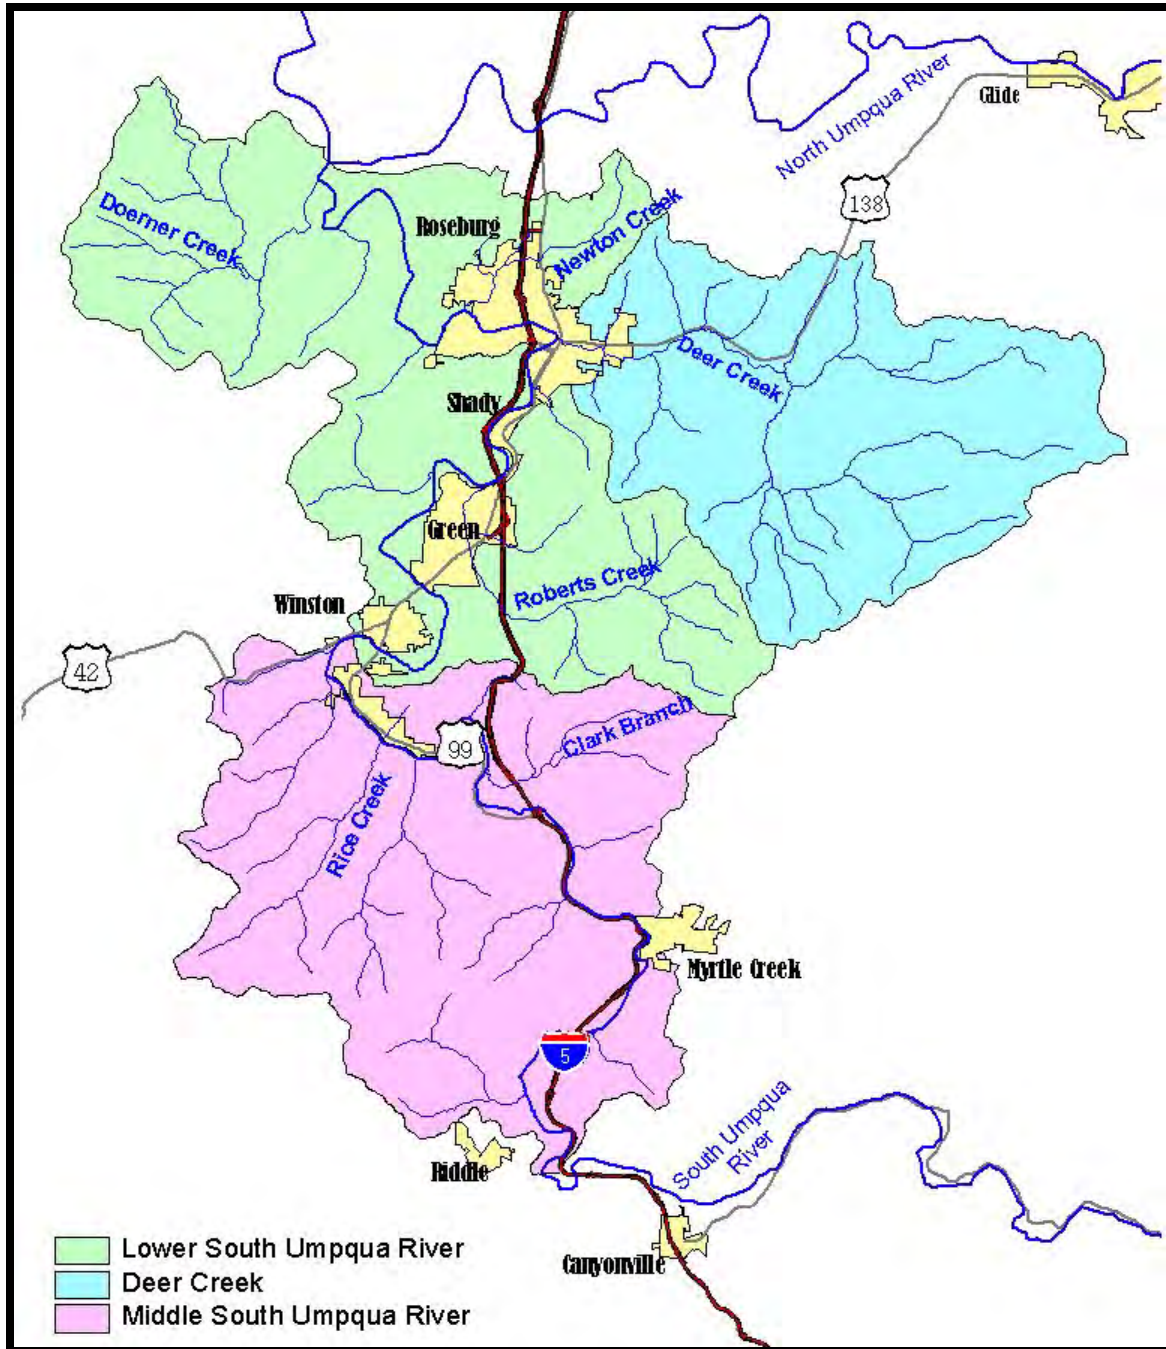 Glide
North Umpqua River
138
Doerner Creek
Roseburg
Newton Creek
Deer Creek
Shady
Green
Roberts Creek
Winston
42
Clark Branch
99
Rice Creek
Myrtle Creek
5
South Umpqua
River
Riddle
Canyonville
Lower South Umpqua River
Deer Creek
Middle South Umpqua River